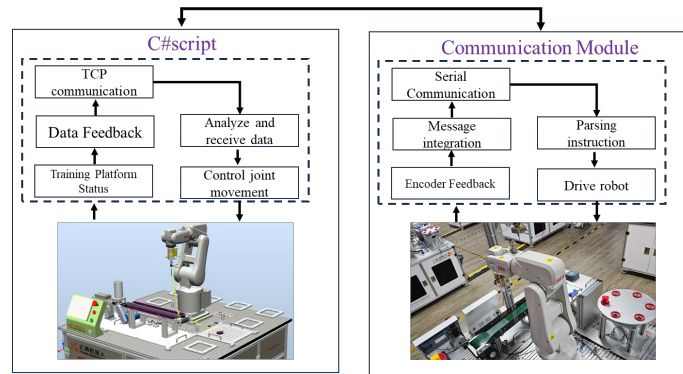 C#script
TCP
communication
Data Feedback
Training Platform
Status
Analyze and
receive data
Control joint
movement
Communication Module
Serial
Communication
Message
integration
Encoder Feedback
Parsing
instruction
Drive robot